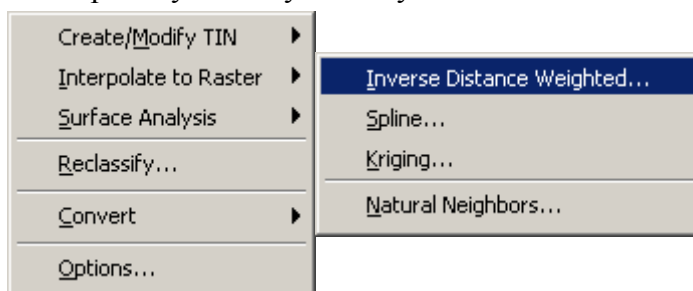 Create/Modify TIN
Interpolate to Raster
Surface Analysis
Reclassify...
Convert
Options...
Inverse Distance Weighted...
Spline...
Kriging...
Natural Neighbors...